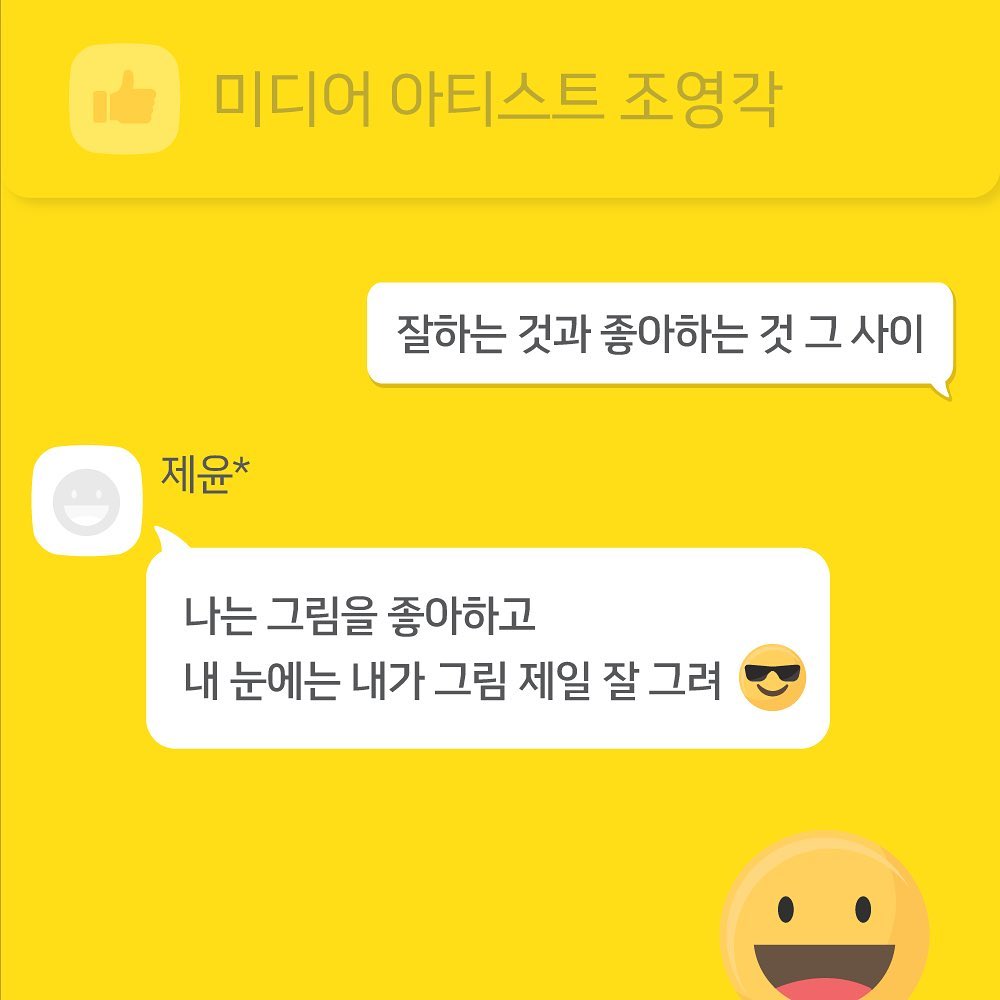 미디어 아티스트 조영각
잘하는 것과 좋아하는 것 그 사이
제윤*
나는 그림을 좋아하고
내 눈에는 내가 그림 제일 잘 그려